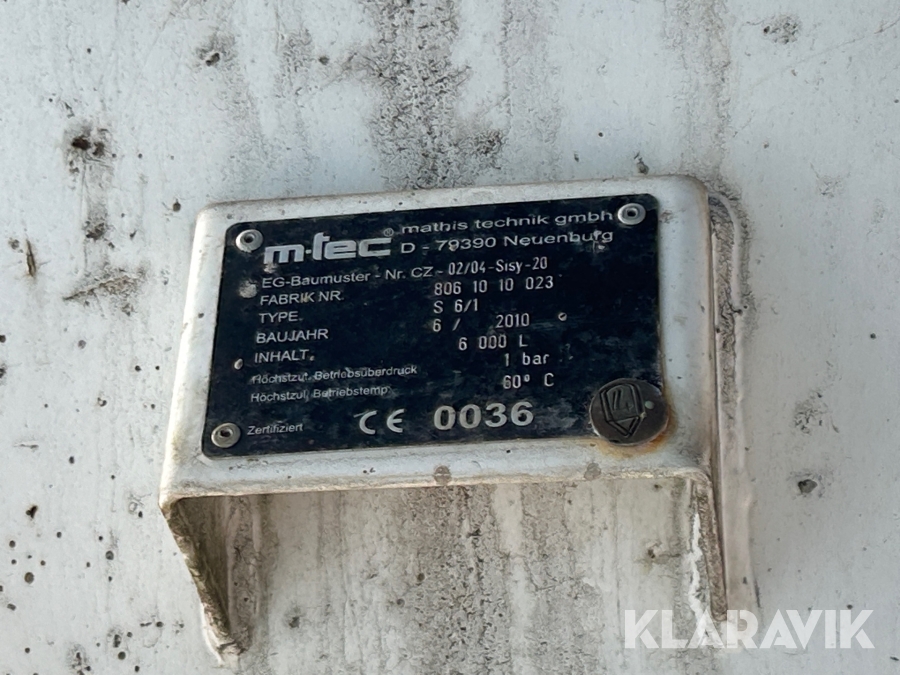 m-tec® mathis technik gmbh
D - 79390 Neuenburg
EG-Baumuster - Nr. CZ - 02/04-Sisy-20
FABRIK NR. 806 10 10 023
TYPE. S 6/1
BAUJAHR 6 / 2010
INHALT. 6 000 L
Höchstzul. Betriebsüberdruck 1 bar
Höchstzul. Betriebstemp. 60° C
Zertifiziert CE 0036
KLARAVIK